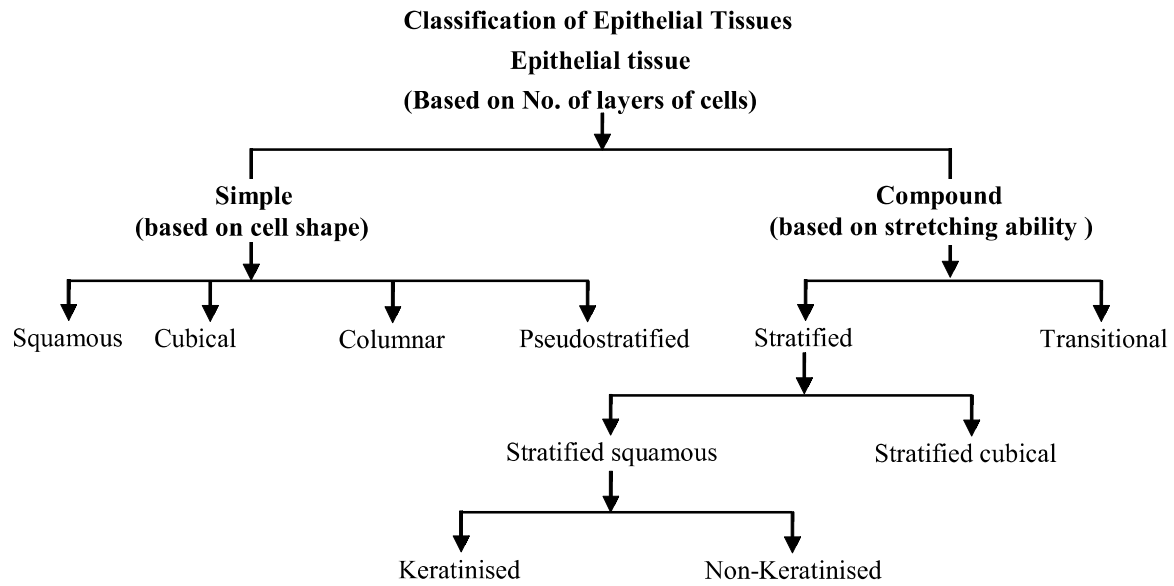 Classification of Epithelial Tissues
Epithelial tissue
(Based on No. of layers of cells)
Simple
(based on cell shape)
Compound
(based on stretching ability )
Squamous
Cubical
Columnar
Pseudostratified
Stratified
Transitional
Stratified squamous
Stratified cubical
Keratinised
Non-Keratinised